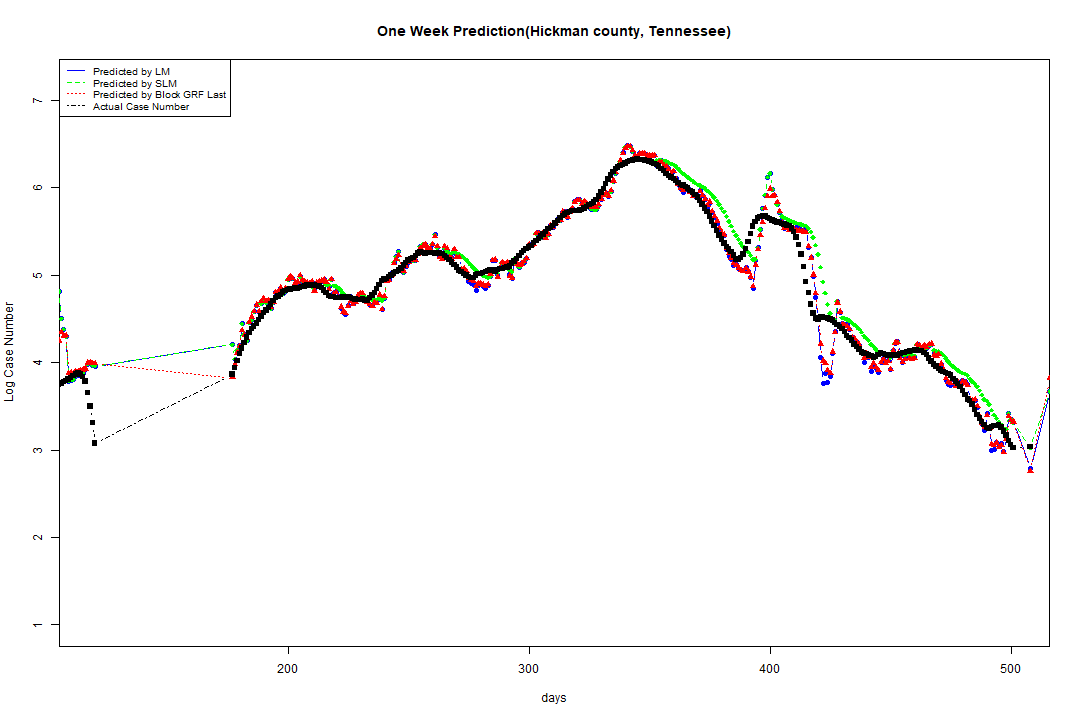 One Week Prediction(Hickman county, Tennessee)
Predicted by LM
Predicted by SLM
Predicted by Block GRF Last
Actual Case Number
7
6
5
4
3
2
1
Log Case Number
200
300
400
500
days